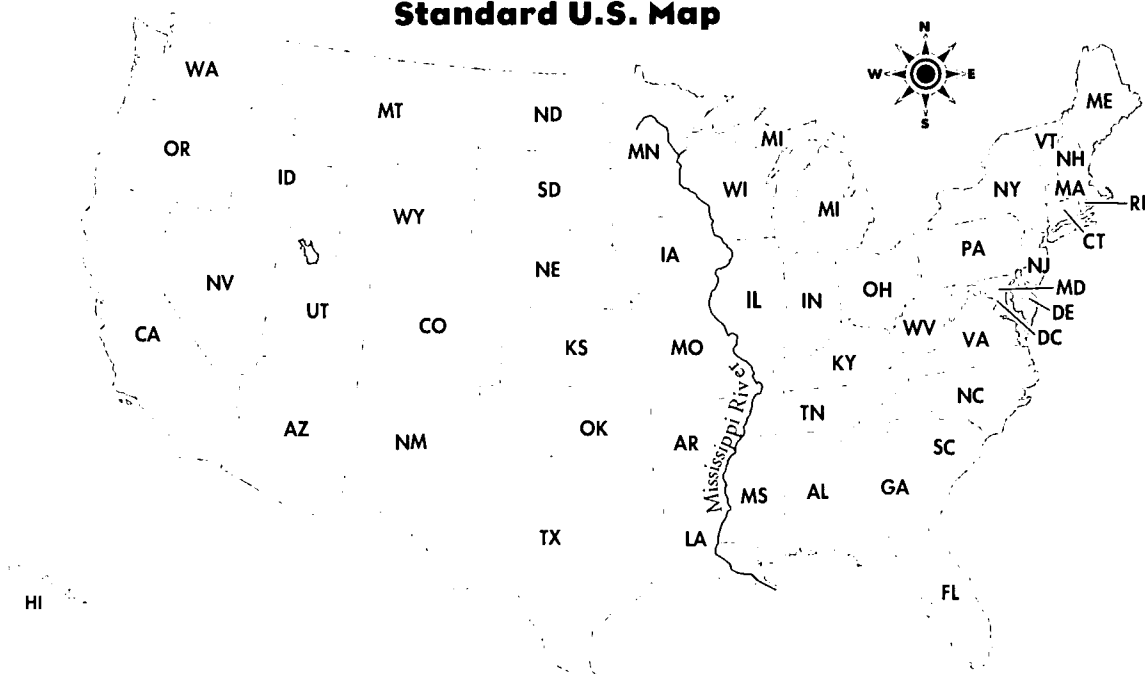 Standard U.S. Map
N
W E
S
WA
MT
ND
ME
MI
VT
OR
MN
NH
ID
SD
WI
NY
MA
RI
WY
MI
CT
PA
IA
NE
NJ
NV
OH
MD
IL
IN
UT
DE
CO
WV
CA
VA
DC
KS
MO
KY
Mississippi River
NC
TN
AZ
OK
NM
AR
SC
MS
AL
GA
TX
LA
FL
HI